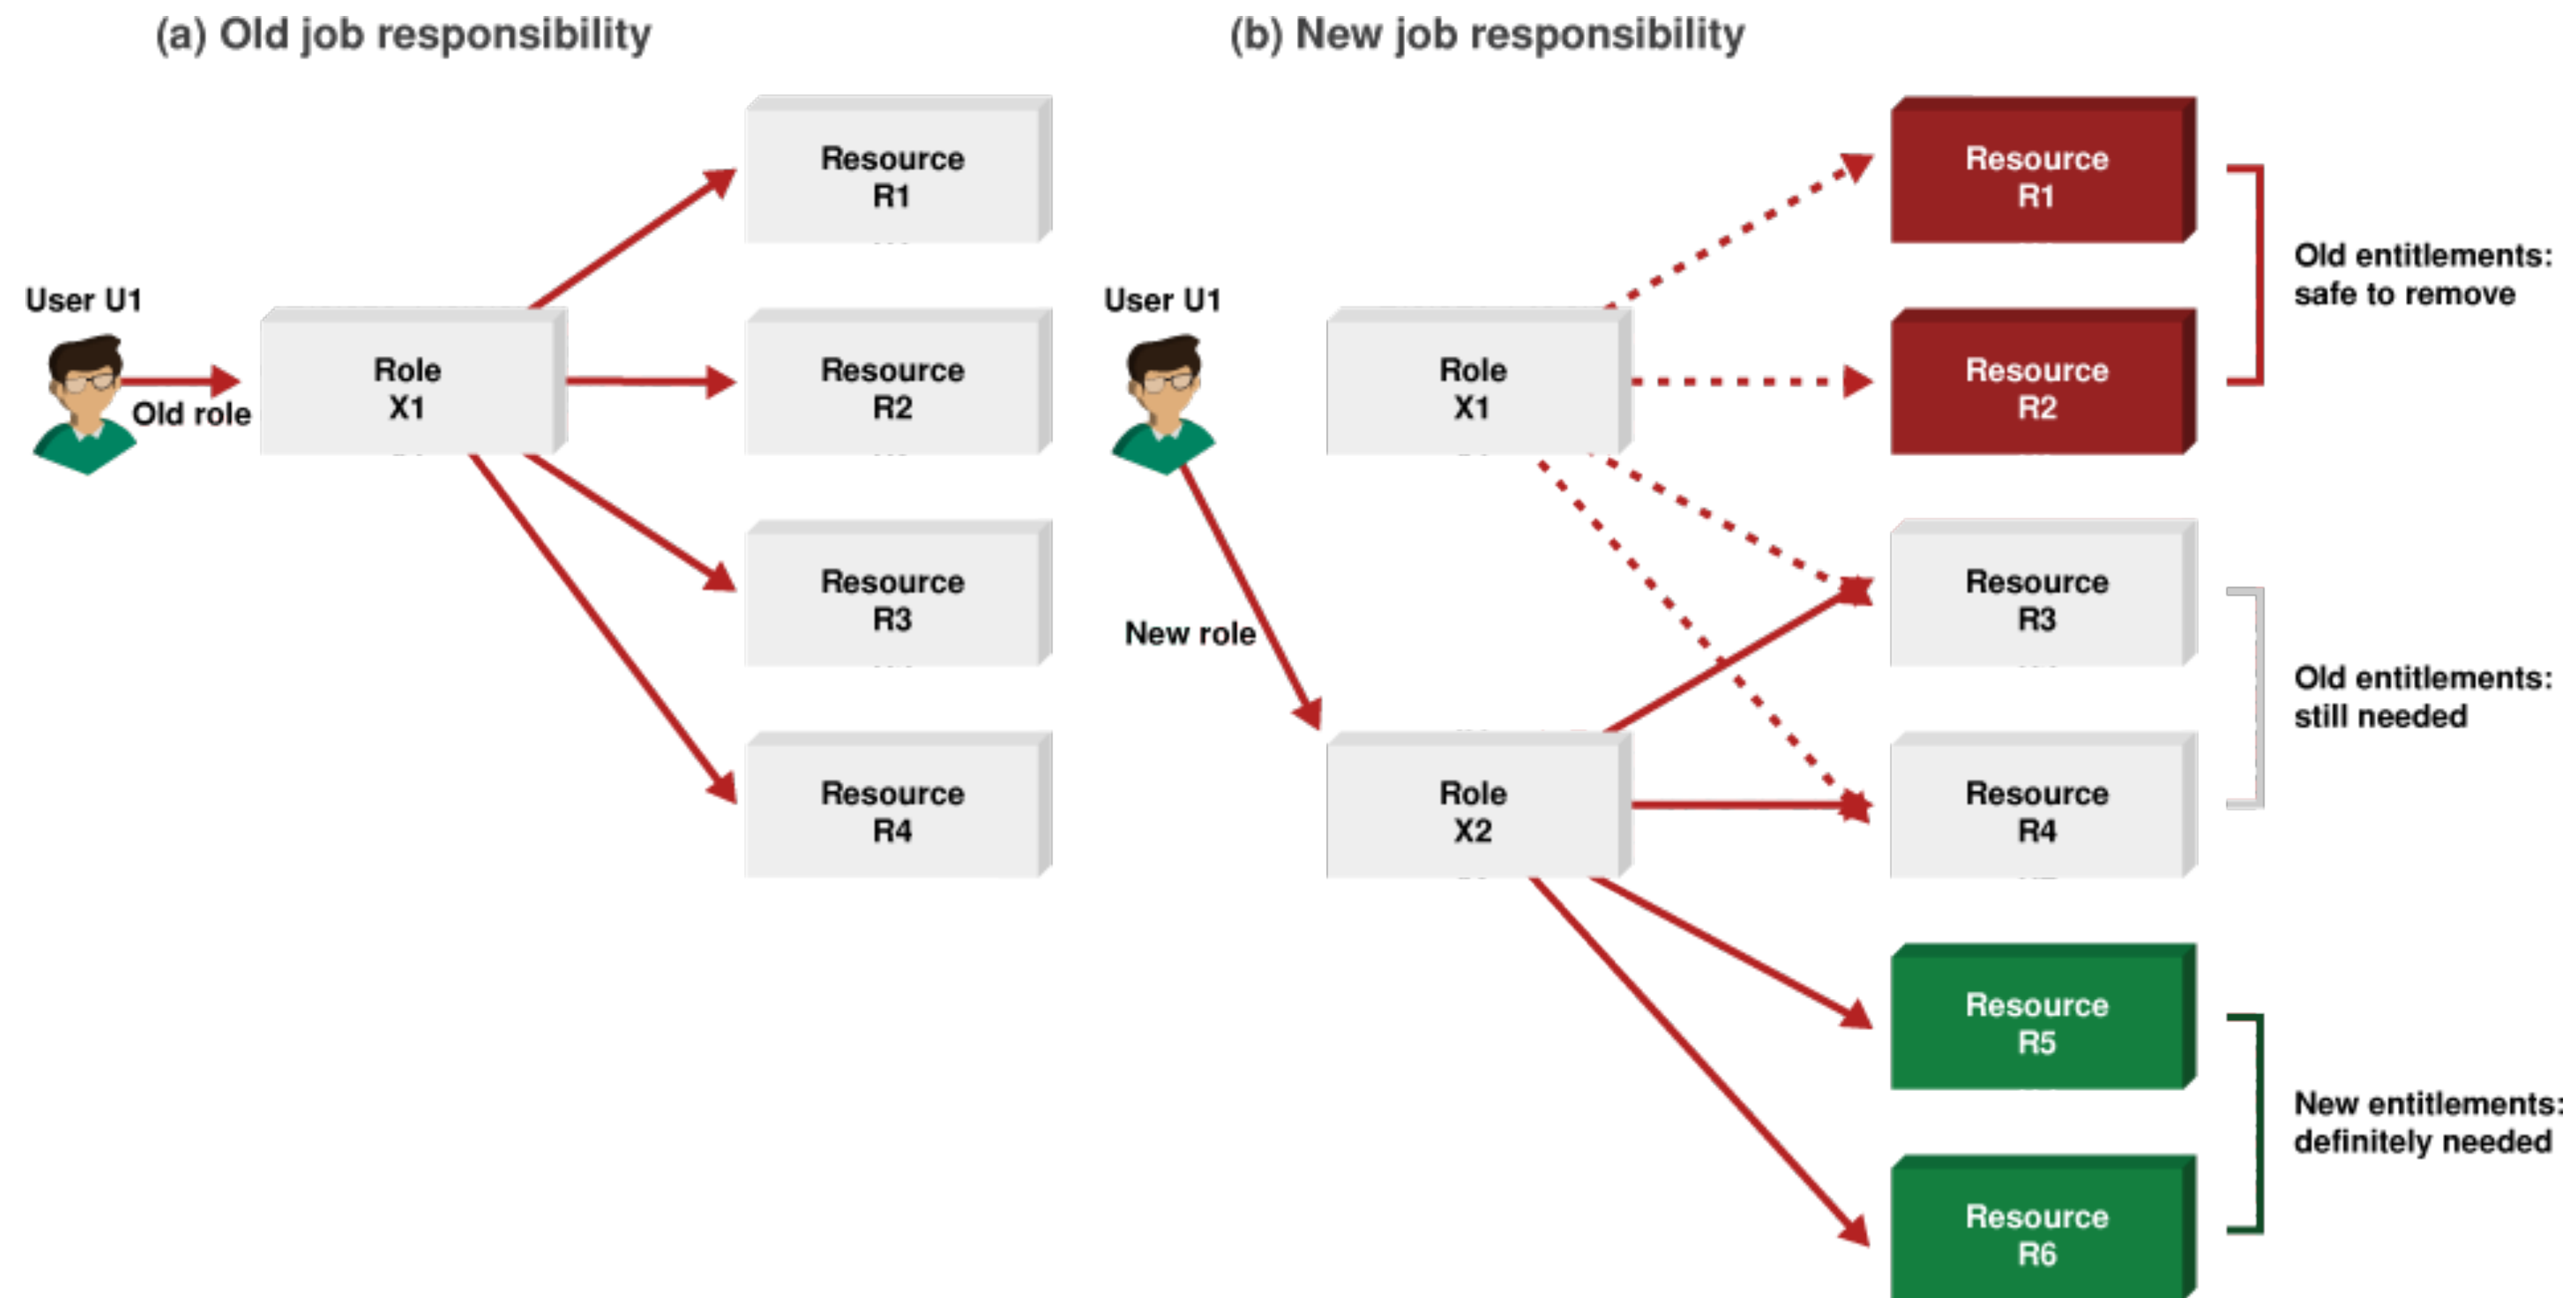 (a) Old job responsibility
User U1
Old role
Role
X1
Resource
R1
Resource
R2
Resource
R3
Resource
R4
(b) New job responsibility
User U1
New role
Role
X1
Role
X2
Resource
R1
Resource
R2
Resource
R3
Resource
R4
Resource
R5
Resource
R6
Old entitlements:
safe to remove
Old entitlements:
still needed
New entitlements:
definitely needed